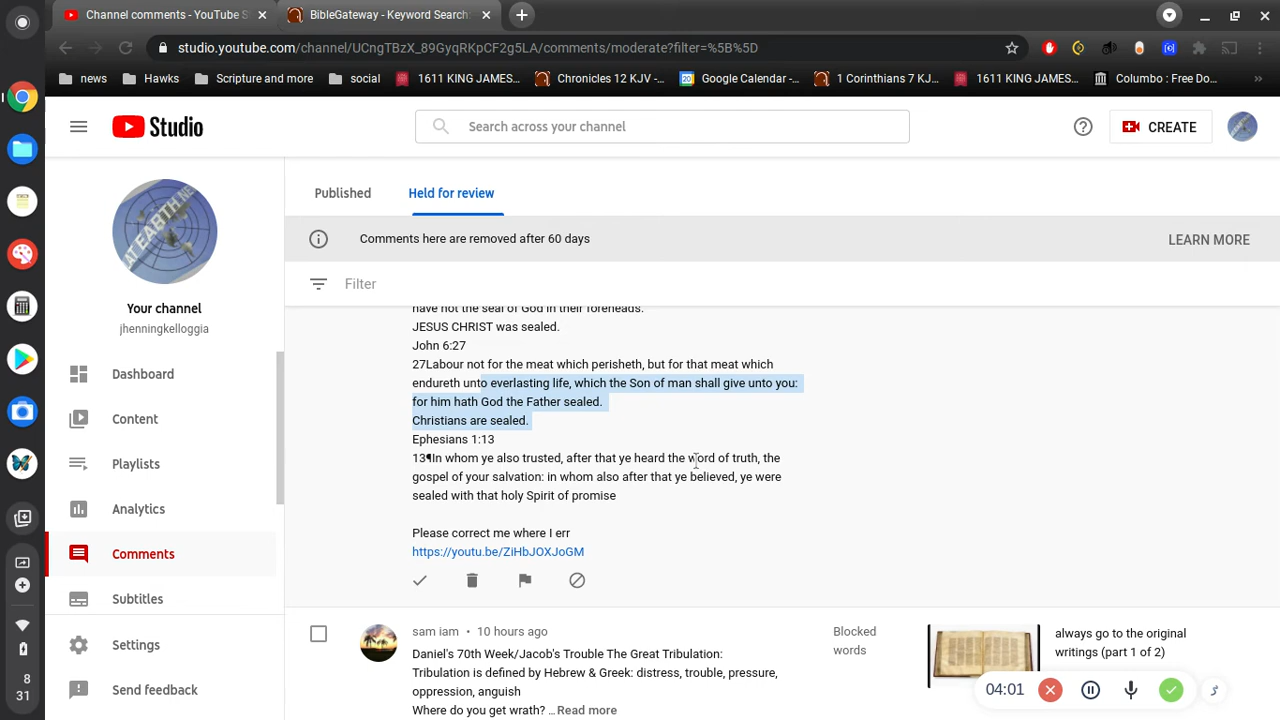 Channel comments - YouTube S
BibleGateway - Keyword Search:
studio.youtube.com/channel/UCngTBzX_89GyqRKpCF2g5LA/comments/moderate?filter=%5B%5D
news
Hawks
Scripture and more
social
1611 KING JAMES...
Chronicles 12 KJV -...
Google Calendar -...
1 Corinthians 7 KJ...
1611 KING JAMES...
Columbo : Free Do...
»
Studio
Search across your channel
CREATE
AT EARTH.NE
Your channel
jhenningkelloggia
Dashboard
Content
Playlists
Analytics
Comments
Subtitles
Settings
Send feedback
Published
Held for review
Comments here are removed after 60 days
LEARN MORE
Filter
have not the seal of God in their foreheads.
JESUS CHRIST was sealed.
John 6:27
27Labour not for the meat which perisheth, but for that meat which
endureth unto everlasting life, which the Son of man shall give unto you:
for him hath God the Father sealed.
Christians are sealed.
Ephesians 1:13
13¶In whom ye also trusted, after that ye heard the word of truth, the
gospel of your salvation: in whom also after that ye believed, ye were
sealed with that holy Spirit of promise
Please correct me where I err
https://youtu.be/ZiHbJOXJoGM
sam iam • 10 hours ago
Daniel's 70th Week/Jacob's Trouble The Great Tribulation:
Tribulation is defined by Hebrew & Greek: distress, trouble, pressure,
oppression, anguish
Where do you get wrath? ... Read more
Blocked
words
always go to the original
writings (part 1 of 2)
04:01
8
31